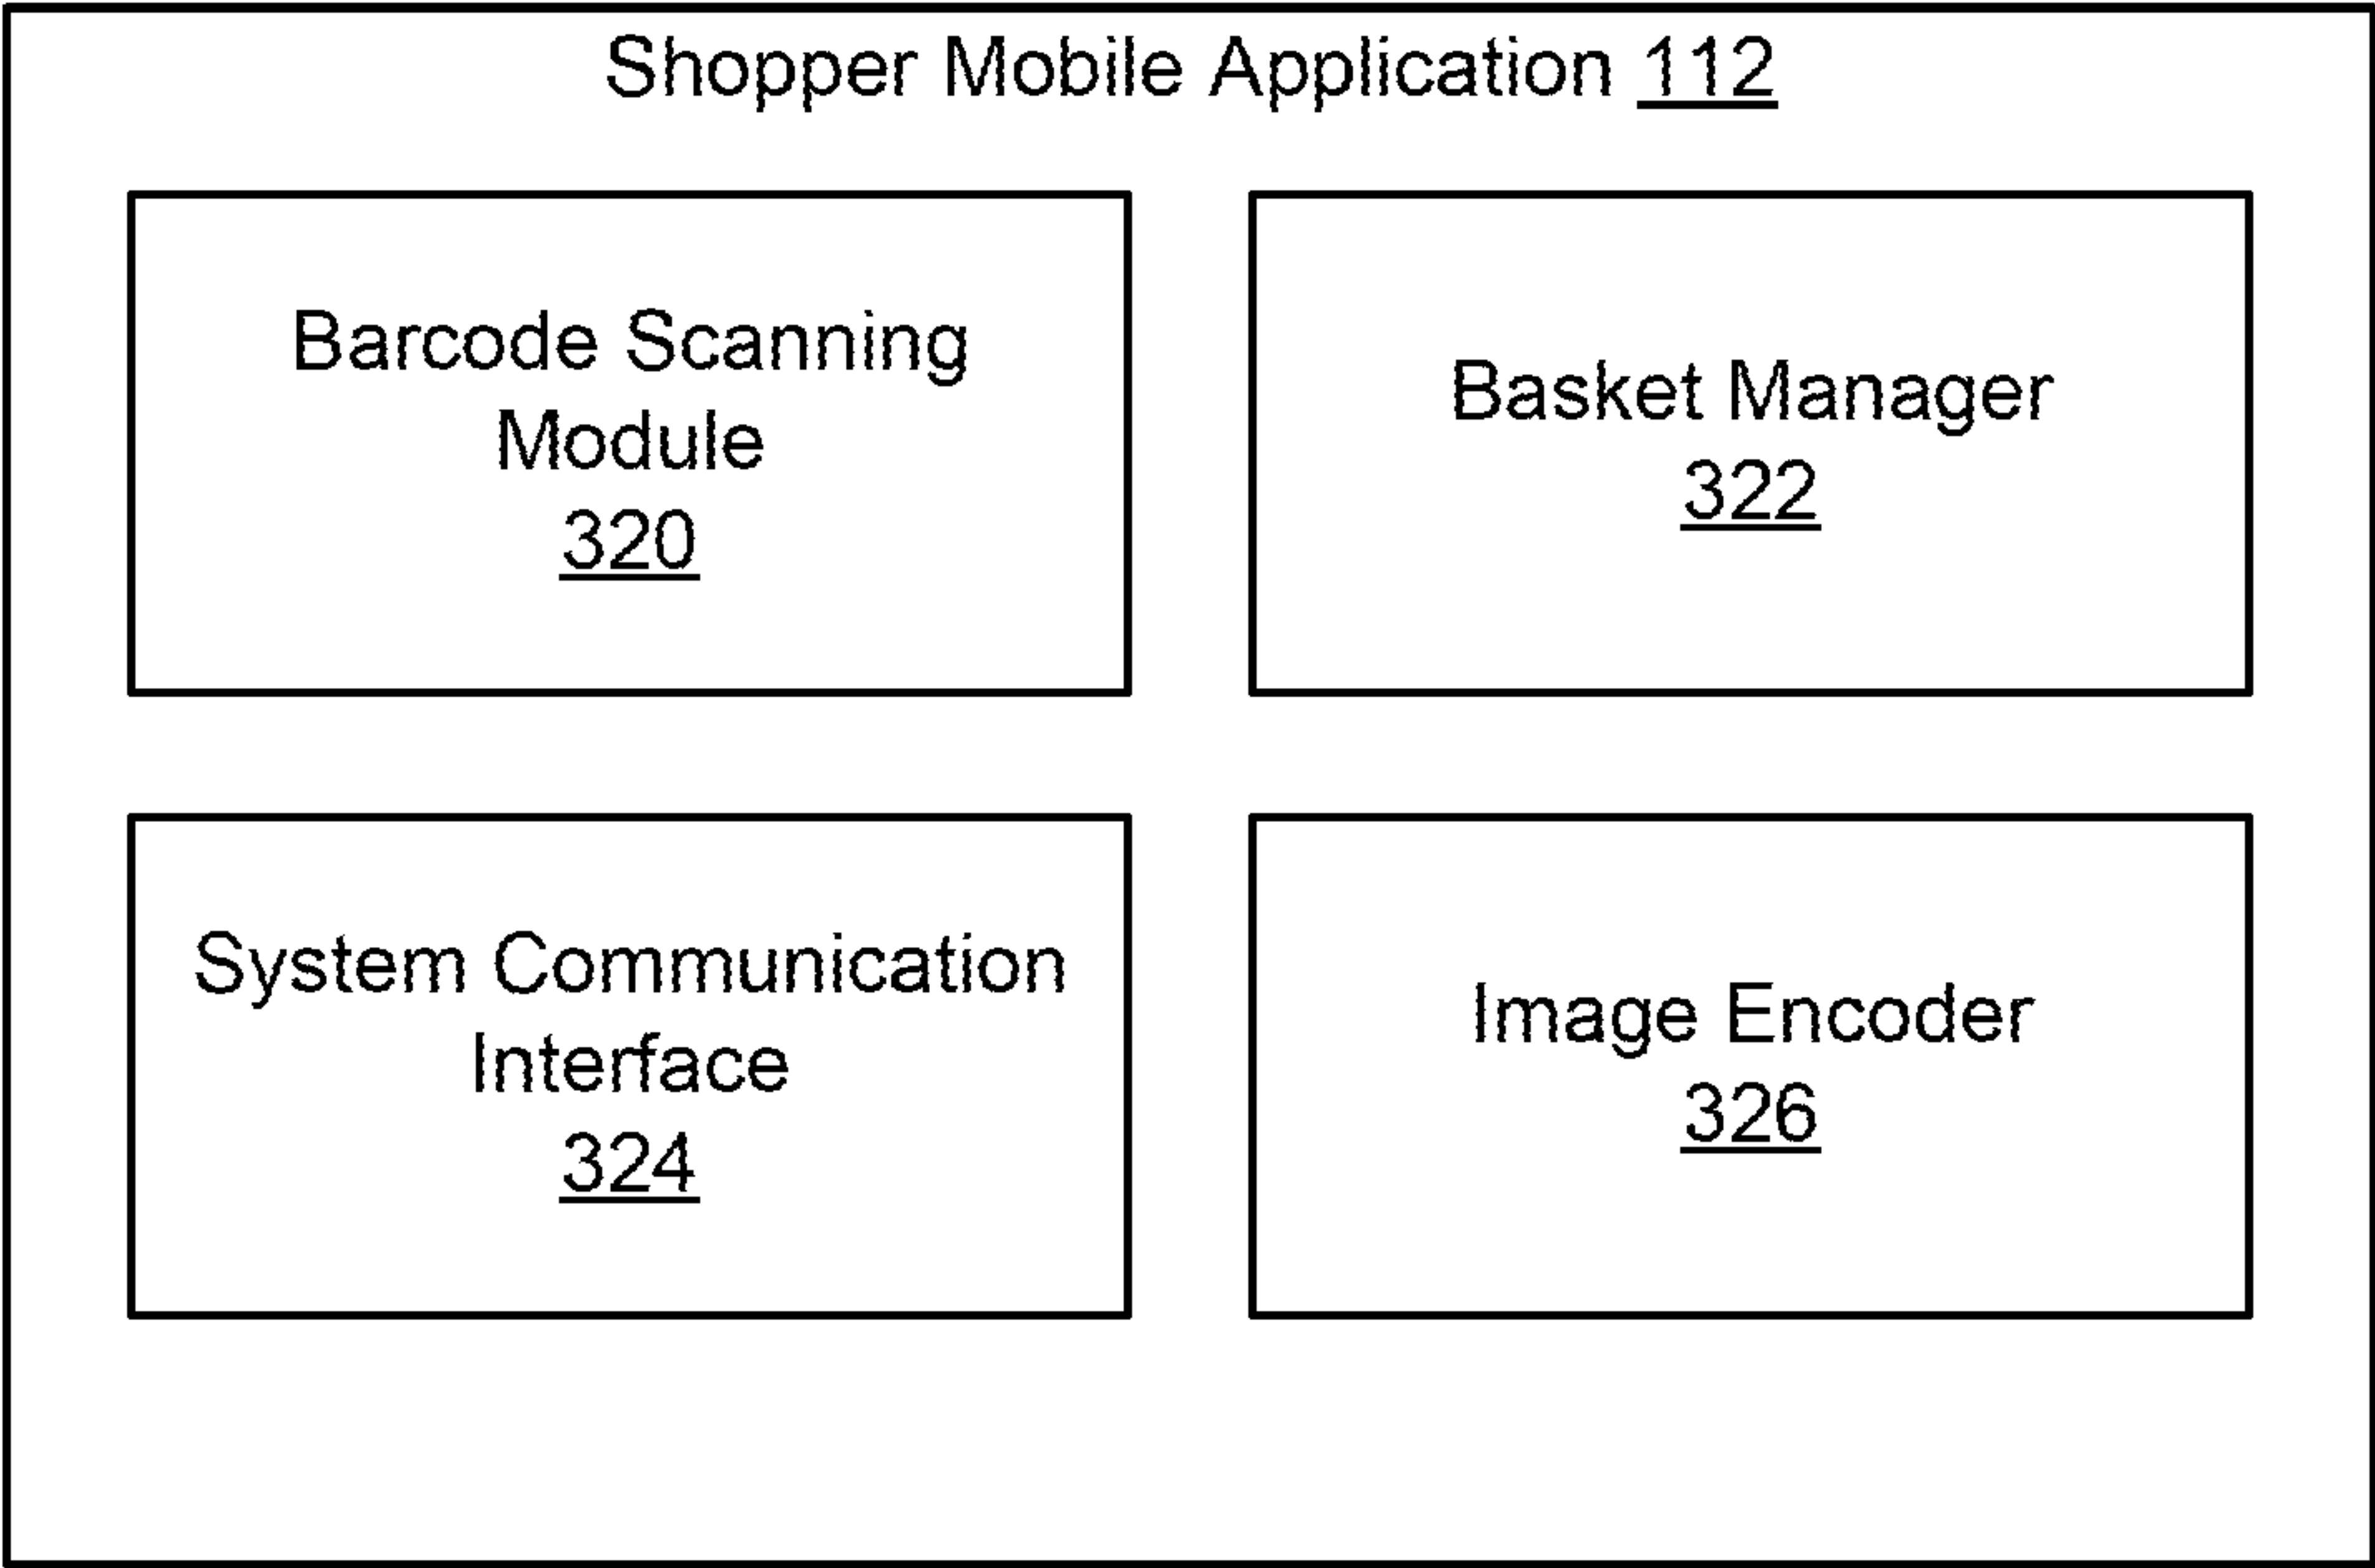 Shopper Mobile Application 112
Barcode Scanning
Module
320
Basket Manager
322
System Communication
Interface
324
Image Encoder
326